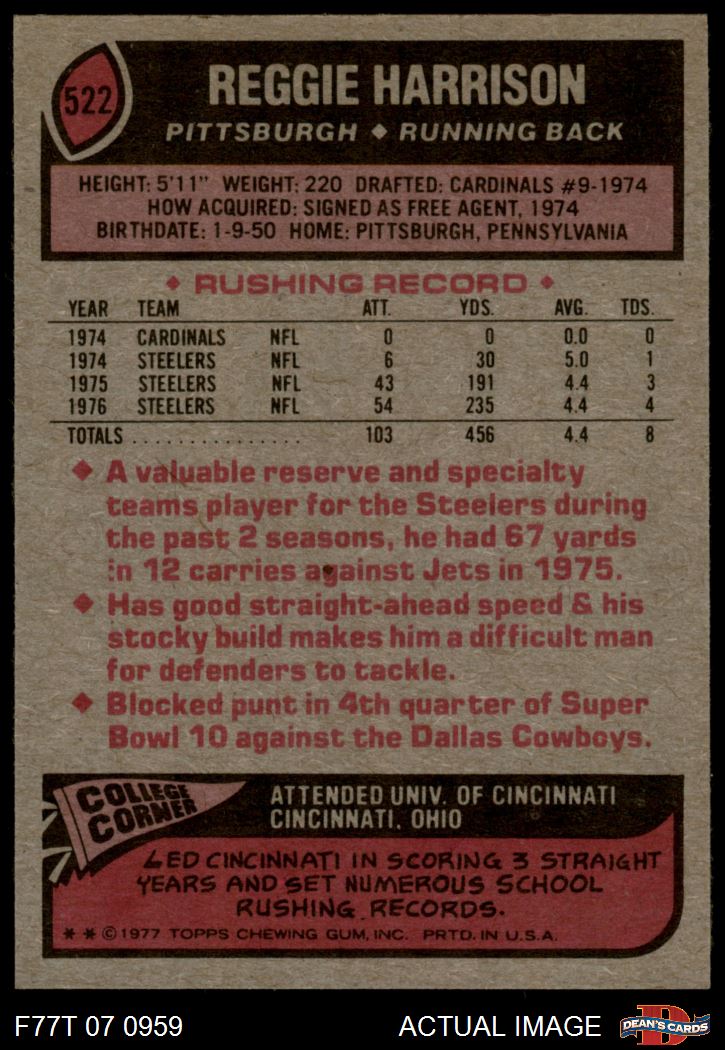 522
REGGIE HARRISON
PITTSBURGH ◆ RUNNING BACK
HEIGHT: 5'11" WEIGHT: 220 DRAFTED: CARDINALS #9-1974
HOW ACQUIRED: SIGNED AS FREE AGENT, 1974
BIRTHDATE: 1-9-50 HOME: PITTSBURGH, PENNSYLVANIA
◆ RUSHING RECORD ◆
YEAR TEAM ATT. YDS. AVG. TDS.
1974 CARDINALS NFL 0 0 0.0 0
1974 STEELERS NFL 6 30 5.0 1
1975 STEELERS NFL 43 191 4.4 3
1976 STEELERS NFL 54 235 4.4 4
TOTALS ............... 103 456 4.4 8
◆ A valuable reserve and specialty
teams player for the Steelers during
the past 2 seasons, he had 67 yards
in 12 carries against Jets in 1975.
◆ Has good straight-ahead speed & his
stocky build makes him a difficult man
for defenders to tackle.
◆ Blocked punt in 4th quarter of Super
Bowl 10 against the Dallas Cowboys.
COLLEGE
CORNER
ATTENDED UNIV. OF CINCINNATI
CINCINNATI, OHIO
LED CINCINNATI IN SCORING 3 STRAIGHT
YEARS AND SET NUMEROUS SCHOOL
RUSHING RECORDS.
** ©1977 TOPPS CHEWING GUM, INC. PRTD. IN U.S.A.
F77T 07 0959 ACTUAL IMAGE
D
DEAN'S CARDS